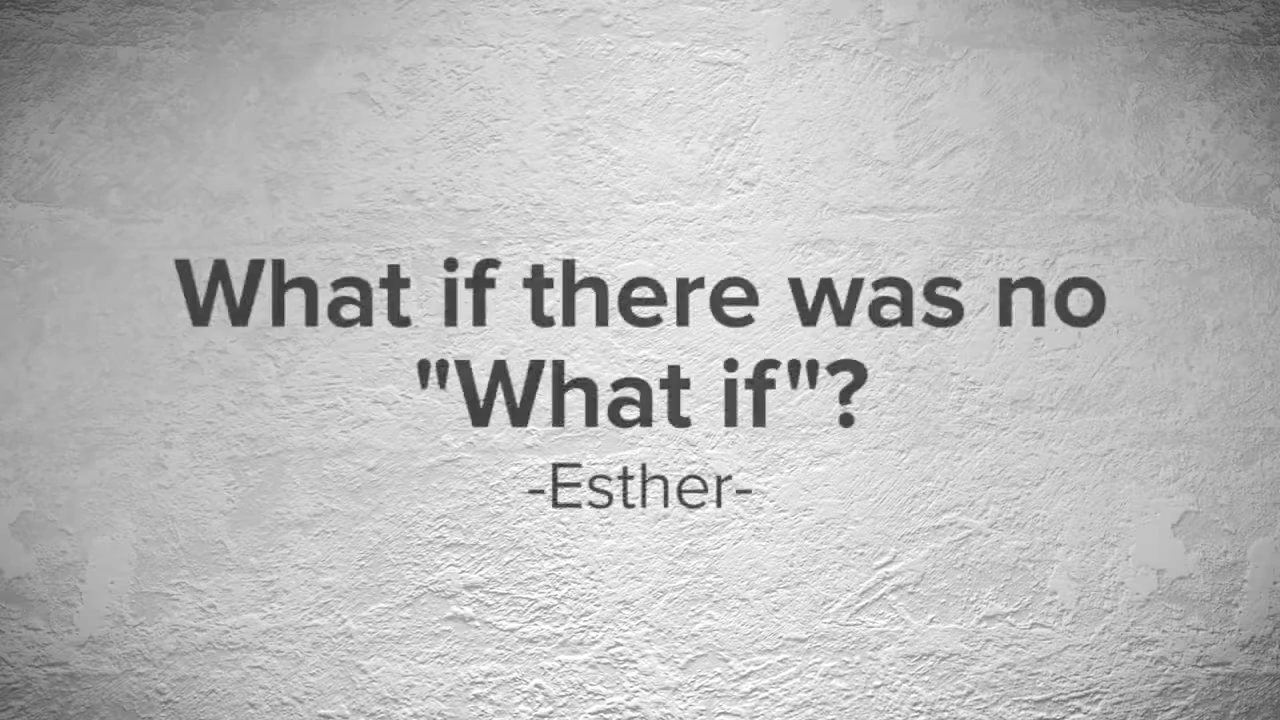 What if there was no
"What if"?
-Esther-